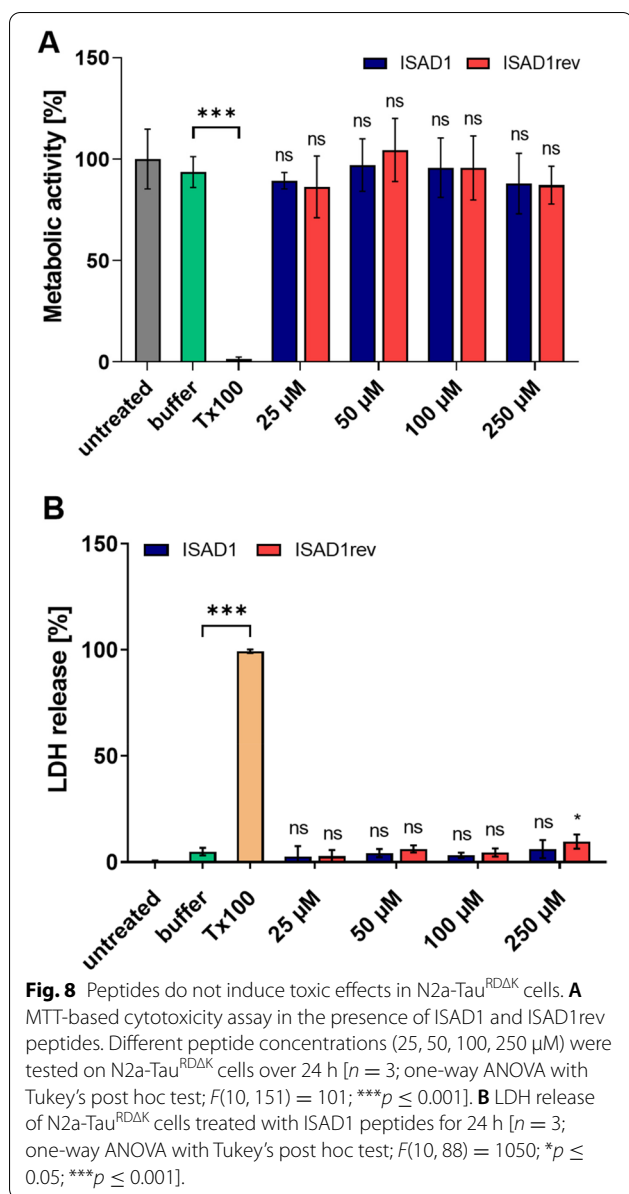 A
150
ISAD1 ISAD1rev
***
ns ns ns ns ns ns ns ns
100
50
0
Metabolic activity [%]
untreated buffer Tx100 25 µM 50 µM 100 µM 250 µM
B
150
ISAD1 ISAD1rev
***
100
50
ns ns ns ns ns ns ns *
0
LDH release [%]
untreated buffer Tx100 25 µM 50 µM 100 µM 250 µM
Fig. 8 Peptides do not induce toxic effects in N2a-Tau^RDΔK cells. A
MTT-based cytotoxicity assay in the presence of ISAD1 and ISAD1rev
peptides. Different peptide concentrations (25, 50, 100, 250 µM) were
tested on N2a-Tau^RDΔK cells over 24 h [n = 3; one-way ANOVA with
Tukey’s post hoc test; F(10, 151) = 101; ***p ≤ 0.001]. B LDH release
of N2a-Tau^RDΔK cells treated with ISAD1 peptides for 24 h [n = 3;
one-way ANOVA with Tukey’s post hoc test; F(10, 88) = 1050; *p ≤
0.05; ***p ≤ 0.001].